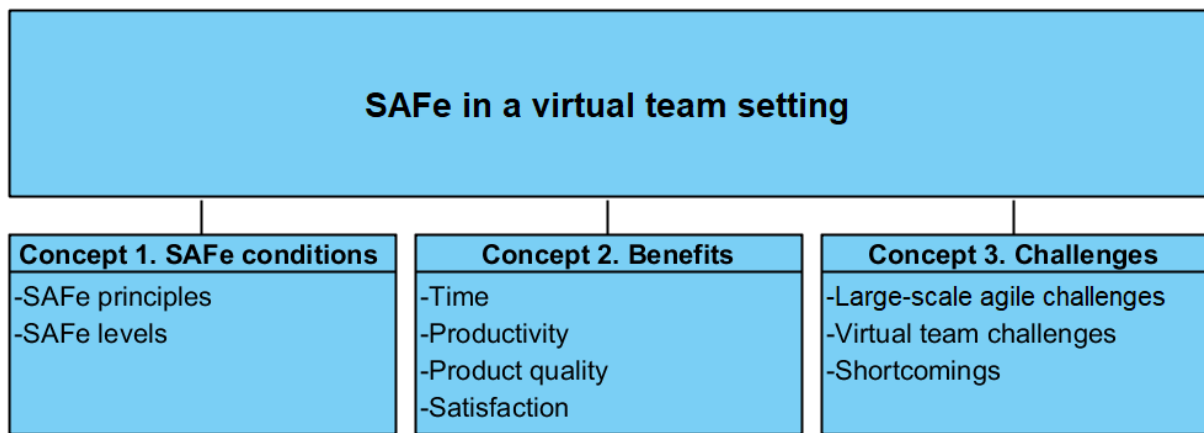 SAFe in a virtual team setting
Concept 1. SAFe conditions
-SAFe principles
-SAFe levels
Concept 2. Benefits
-Time
-Productivity
-Product quality
-Satisfaction
Concept 3. Challenges
-Large-scale agile challenges
-Virtual team challenges
-Shortcomings